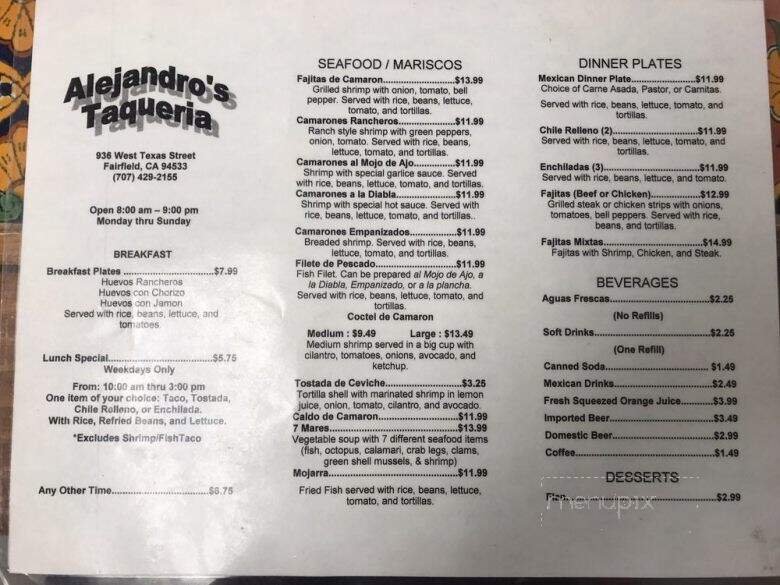 Alejandro's
Taqueria
936 West Texas Street
Fairfield, CA 94533
(707) 429-2155
Open 8:00 am – 9:00 pm
Monday thru Sunday
BREAKFAST
Breakfast Plates ......................$7.99
Huevos Rancheros
Huevos con Chorizo
Huevos con Jamon
Served with rice, beans, lettuce, and
tomatoes.
Lunch Special..........................$5.75
Weekdays Only
From: 10:00 am thru 3:00 pm
One item of your choice: Taco, Tostada,
Chile Relleno, or Enchilada.
With Rice, Refried Beans, and Lettuce.
*Excludes Shrimp/FishTaco
Any Other Time........................$6.75
SEAFOOD / MARISCOS
Fajitas de Camaron..................$13.99
Grilled shrimp with onion, tomato, bell
pepper. Served with rice, beans, lettuce,
tomato, and tortillas.
Camarones Rancheros..............$11.99
Ranch style shrimp with green peppers,
onion, tomato. Served with rice, beans,
lettuce, tomato, and tortillas.
Camarones al Mojo de Ajo..........$11.99
Shrimp with special garlice sauce. Served
with rice, beans, lettuce, tomato, and tortillas.
Camarones a la Diabla...............$11.99
Shrimp with special hot sauce. Served with
rice, beans, lettuce, tomato, and tortillas..
Camarones Empanizados............$11.99
Breaded shrimp. Served with rice, beans,
lettuce, tomato, and tortillas.
Filete de Pescado.....................$11.99
Fish Filet. Can be prepared al Mojo de Ajo, a
la Diabla, Empanizado, or a la plancha.
Served with rice, beans, lettuce, tomato, and
tortillas.
Coctel de Camaron
Medium : $9.49 Large : $13.49
Medium shrimp served in a big cup with
cilantro, tomatoes, onions, avocado, and
ketchup.
Tostada de Ceviche...................$3.25
Tortilla shell with marinated shrimp in lemon
juice, onion, tomato, cilantro, and avocado.
Caldo de Camaron.....................$11.99
7 Mares...................................$13.99
Vegetable soup with 7 different seafood items
(fish, octopus, calamari, crab legs, clams,
green shell mussels, & shrimp)
Mojarra...................................$11.99
Fried Fish served with rice, beans, lettuce,
tomato, and tortillas.
DINNER PLATES
Mexican Dinner Plate................$11.99
Choice of Carne Asada, Pastor, or Carnitas.
Served with rice, beans, lettuce, tomato, and
tortillas.
Chile Relleno (2)......................$11.99
Served with rice, beans, lettuce, tomato, and
tortillas.
Enchiladas (3).........................$11.99
Served with rice, beans, lettuce, and tomato.
Fajitas (Beef or Chicken)............$12.99
Grilled steak or chicken strips with onions,
tomatoes, bell peppers. Served with rice,
beans, and tortillas.
Fajitas Mixtas..........................$14.99
Fajitas with Shrimp, Chicken, and Steak.
BEVERAGES
Aguas Frescas.........................$2.25
(No Refills)
Soft Drinks..............................$2.25
(One Refill)
Canned Soda...........................$1.49
Mexican Drinks........................$2.49
Fresh Squeezed Orange Juice.......$3.99
Imported Beer..........................$3.49
Domestic Beer.........................$2.99
Coffee....................................$1.49
DESSERTS
Flan.......................................$2.99
menupix